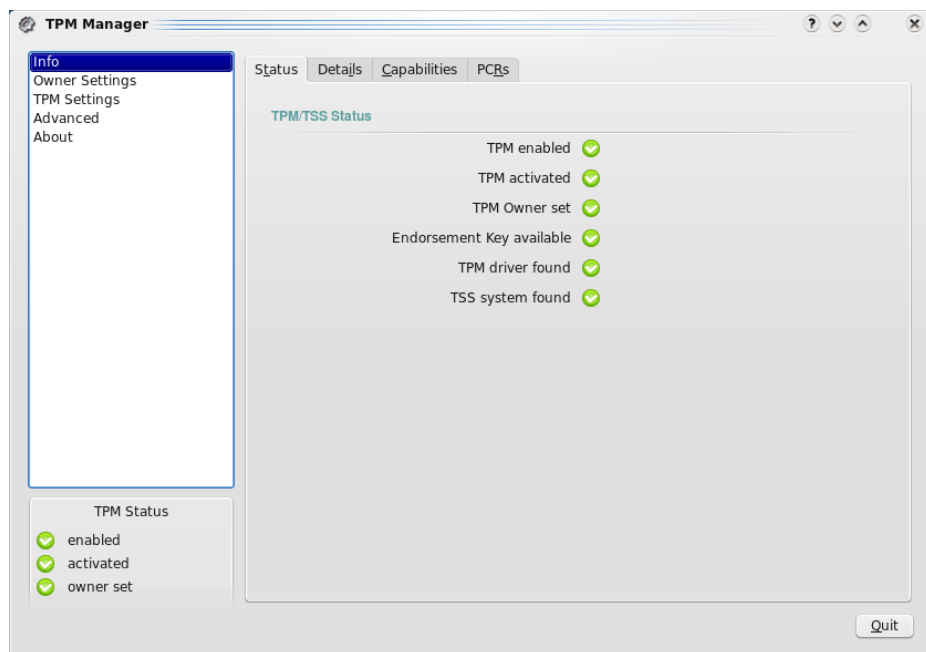 TPM Manager
Info
Owner Settings
TPM Settings
Advanced
About
Status Details Capabilities PCRs
TPM/TSS Status
TPM enabled
TPM activated
TPM Owner set
Endorsement Key available
TPM driver found
TSS system found
TPM Status
enabled
activated
owner set
Quit